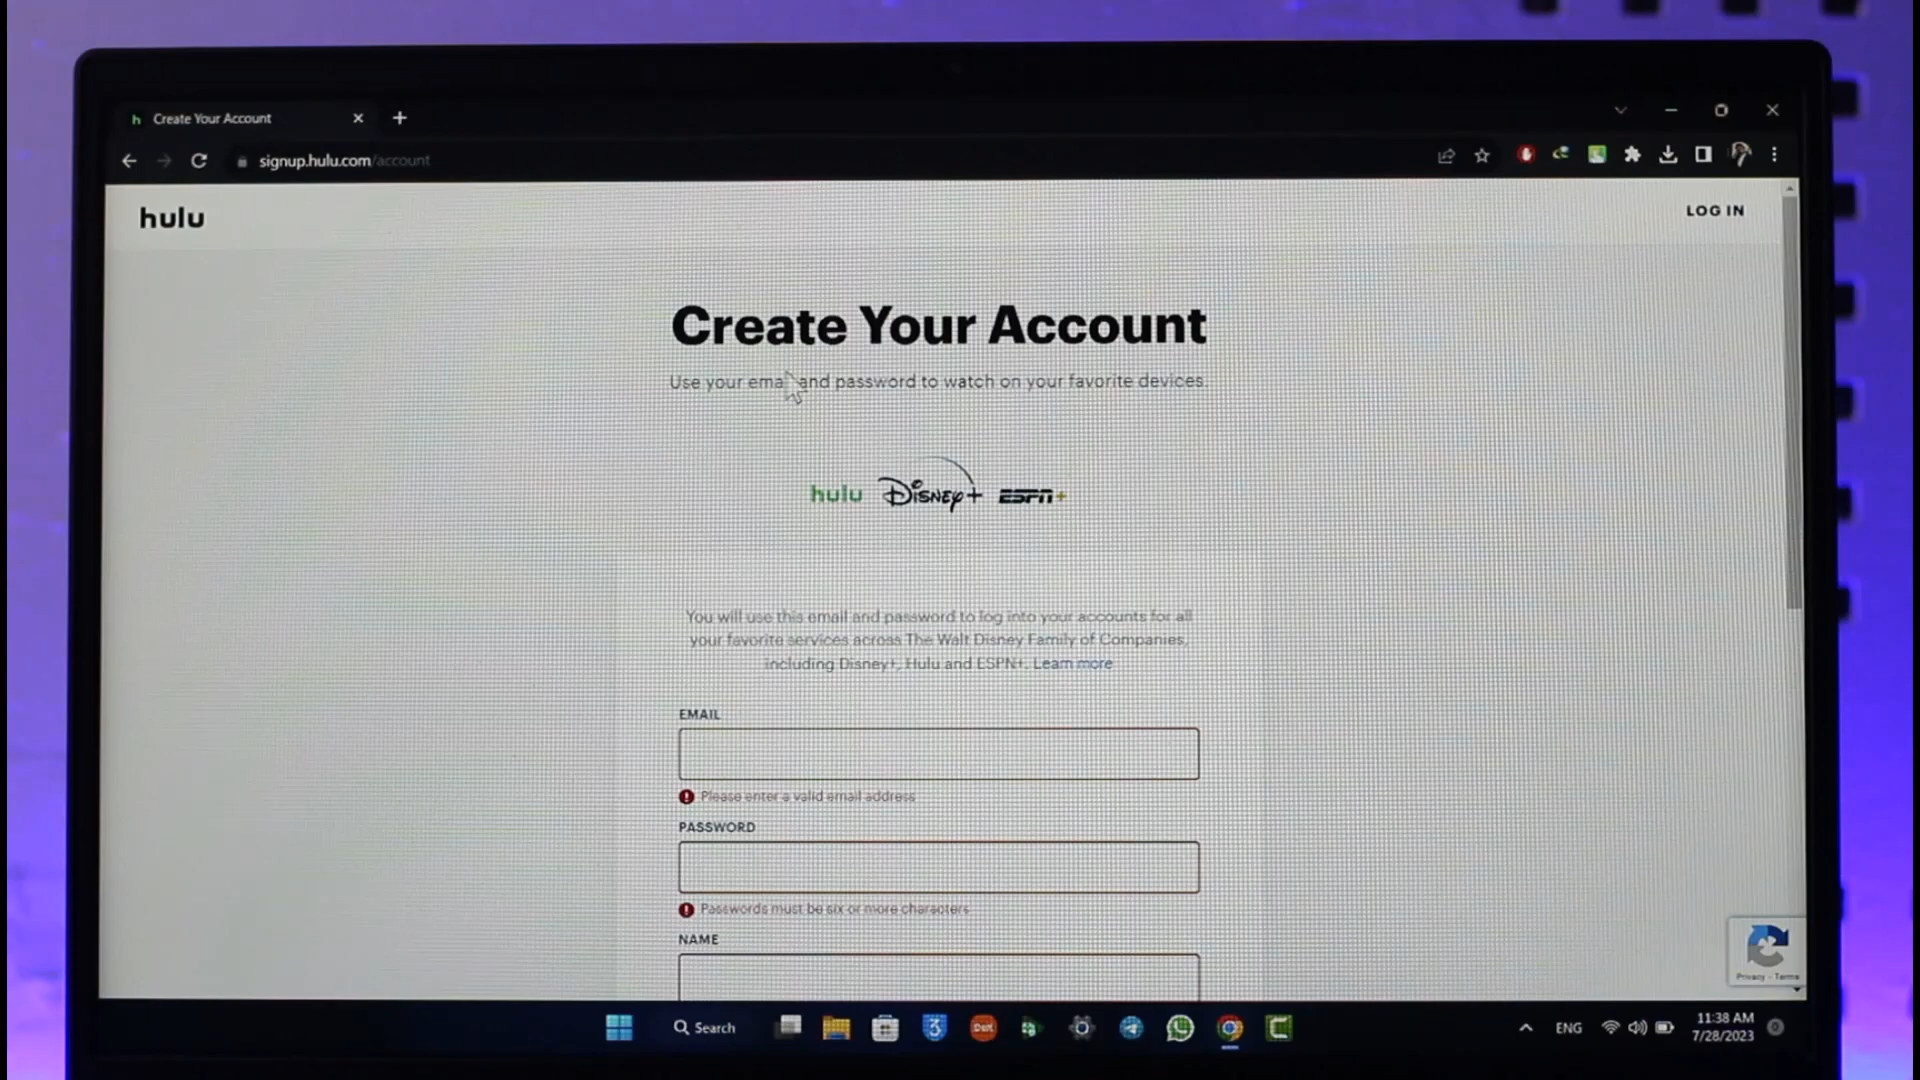 Create Your Account
signup.hulu.com/account
hulu
LOG IN
Create Your Account
Use your email and password to watch on your favorite devices.
hulu Disney+ ESPN+
You will use this email and password to log into your accounts for all
your favorite services across The Walt Disney Family of Companies,
including Disney+, Hulu and ESPN+. Learn more
EMAIL
Please enter a valid email address
PASSWORD
Passwords must be six or more characters
NAME
Privacy - Terms
Search
ENG
11:38 AM
7/28/2023